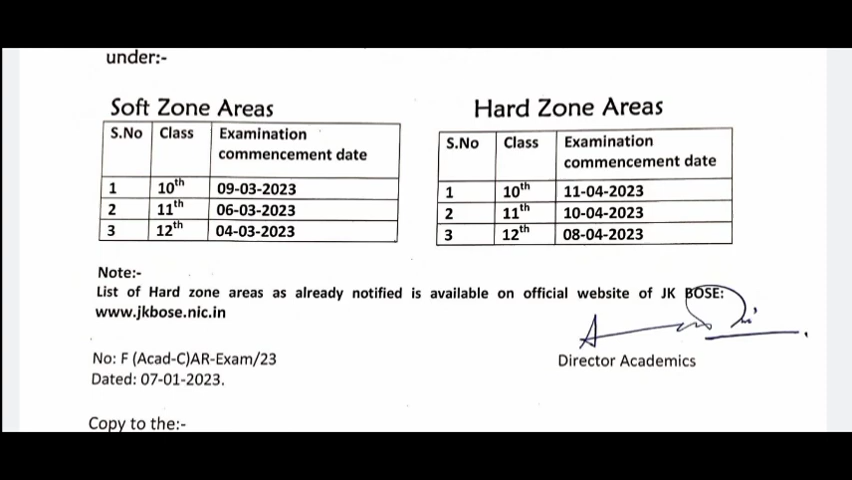 under:-
Soft Zone Areas
S.No Class Examination commencement date
1 10th 09-03-2023
2 11th 06-03-2023
3 12th 04-03-2023
Hard Zone Areas
S.No Class Examination commencement date
1 10th 11-04-2023
2 11th 10-04-2023
3 12th 08-04-2023
Note:-
List of Hard zone areas as already notified is available on official website of JK BOSE:
www.jkbose.nic.in
No: F (Acad-C)AR-Exam/23
Dated: 07-01-2023.
Director Academics
Copy to the:-